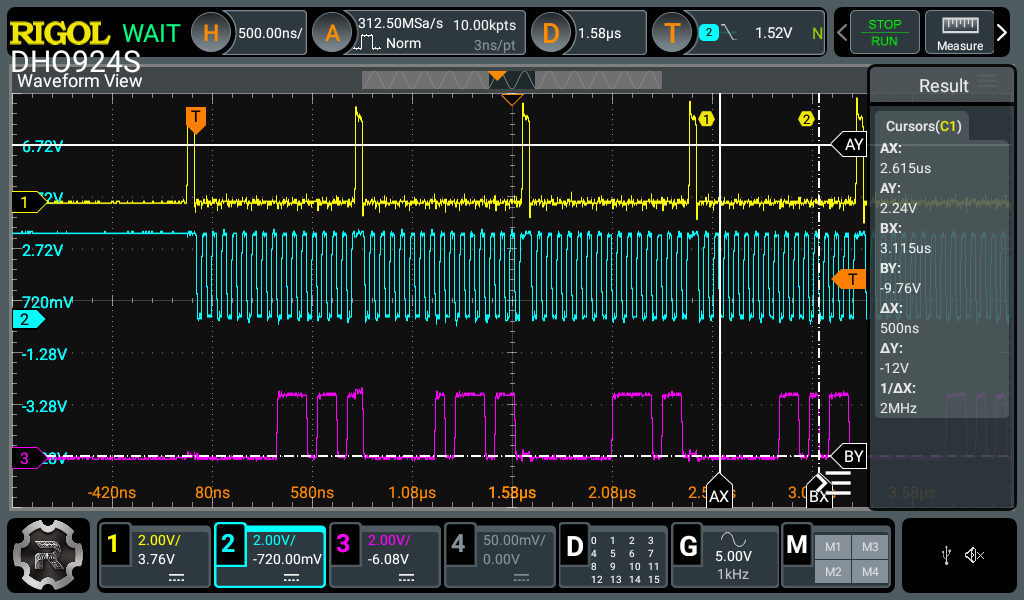 RIGOL WAIT H 500.00ns/ A 312.50MSa/s 10.00kpts D 1.58µs T 2 1.52V N STOP
Norm 3ns/pt RUN Measure
DHO924S
Waveform View
Result
T
1 2
Cursors(C1)
6.72V
AY
AX:
2.615us
AY:
1
2.24V
BX:
2.72V
3.115us
BY:
T
-9.76V
720mV
ΔX:
2
500ns
ΔY:
-1.28V
-12V
1/ΔX:
-3.28V
2MHz
3
BY
-420ns 80ns 580ns 1.08µs 1.58µs 2.08µs 3.58µs
AX BX
1 2.00V/ 3.76V
2 2.00V/ -720.00mV
3 2.00V/ -6.08V
4 50.00mV/ 0.00V
D 0 1 2 3
4 5 6 7
8 9 10 11
12 13 14 15
G 5.00V
1kHz
M M1 M3
M2 M4